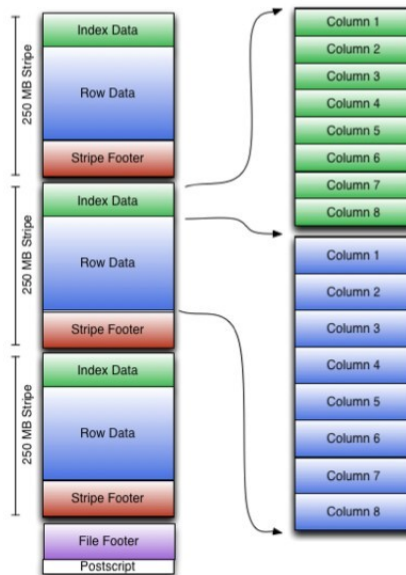 250 MB Stripe
Index Data
Row Data
Stripe Footer
250 MB Stripe
Index Data
Row Data
Stripe Footer
250 MB Stripe
Index Data
Row Data
Stripe Footer
File Footer
Postscript
Column 1
Column 2
Column 3
Column 4
Column 5
Column 6
Column 7
Column 8
Column 1
Column 2
Column 3
Column 4
Column 5
Column 6
Column 7
Column 8